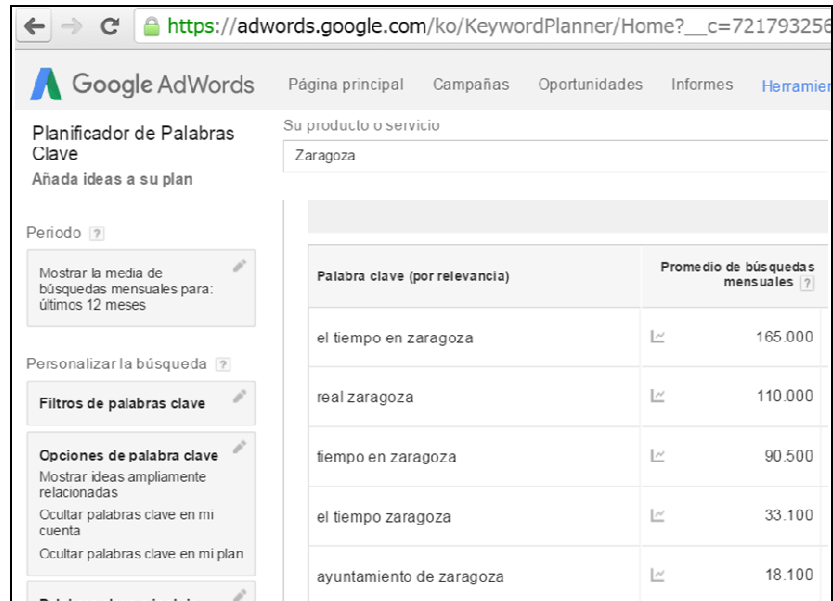 https://adwords.google.com/ko/KeywordPlanner/Home?__c=721793256
Google AdWords
Página principal Campañas Oportunidades Informes Herramien
Planificador de Palabras
Clave
Añada ideas a su plan
Su producto o servicio
Zaragoza
Periodo ?
Mostrar la media de
búsquedas mensuales para:
últimos 12 meses
Personalizar la búsqueda ?
Filtros de palabras clave
Opciones de palabra clave
Mostrar ideas ampliamente
relacionadas
Ocultar palabras clave en mi
cuenta
Ocultar palabras clave en mi plan
Palabra clave (por relevancia) Promedio de búsquedas
mensuales ?
el tiempo en zaragoza 165.000
real zaragoza 110.000
tiempo en zaragoza 90.500
el tiempo zaragoza 33.100
ayuntamiento de zaragoza 18.100